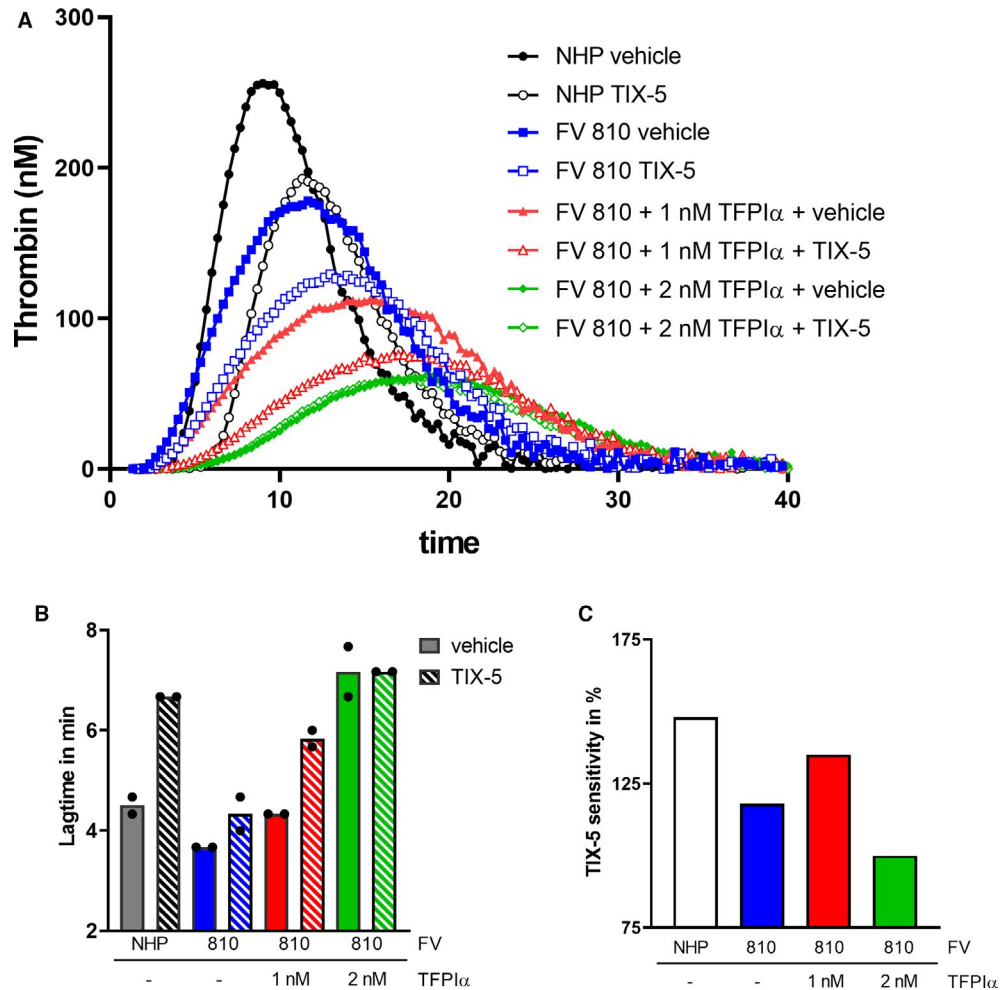 A
Thrombin (nM)
300
200
100
0
0 10 20 30 40
time
NHP vehicle
NHP TIX-5
FV 810 vehicle
FV 810 TIX-5
FV 810 + 1 nM TFPIα + vehicle
FV 810 + 1 nM TFPIα + TIX-5
FV 810 + 2 nM TFPIα + vehicle
FV 810 + 2 nM TFPIα + TIX-5
B
Lagtime in min
8
6
4
2
vehicle
TIX-5
NHP 810 810 810 FV
- - 1 nM 2 nM TFPIα
C
TIX-5 sensitivity in %
175
125
75
NHP 810 810 810 FV
- - 1 nM 2 nM TFPIα